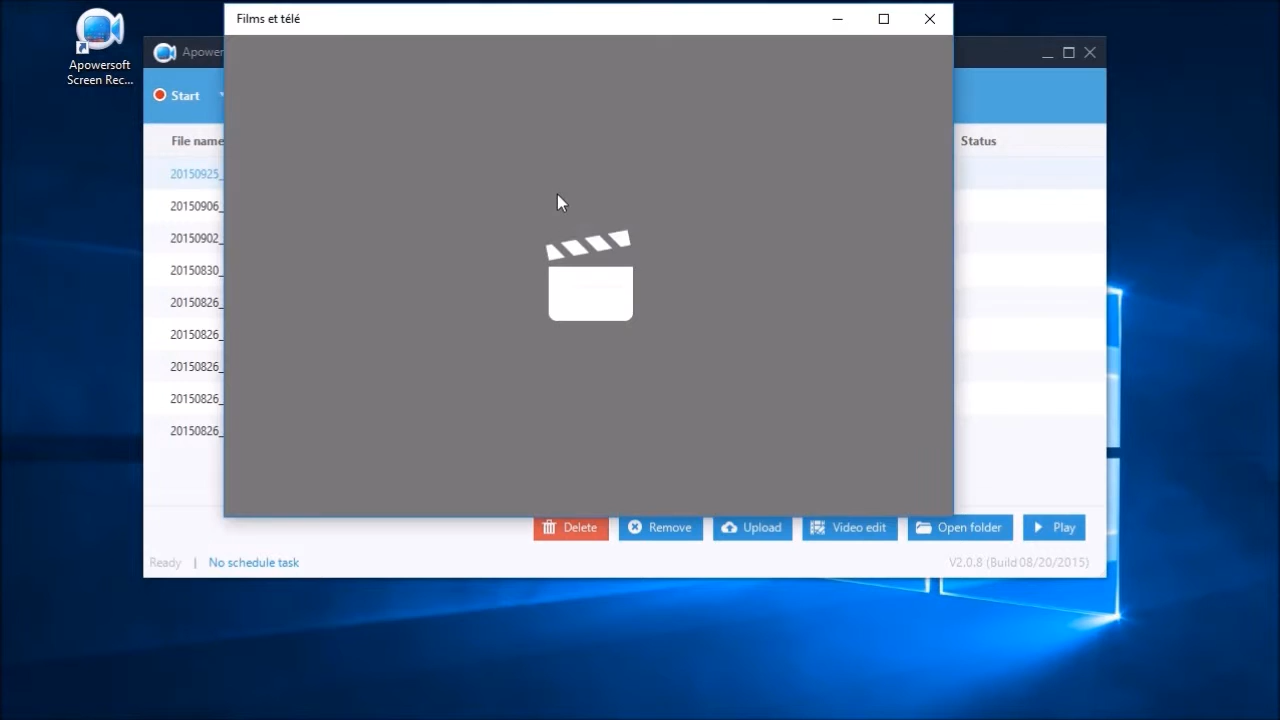 Films et télé
Apowersoft
Screen Rec...
Apower
Start
File name
Status
20150925_
20150906_
20150902_
20150830_
20150826_
20150826_
20150826_
20150826_
20150826_
Delete
Remove
Upload
Video edit
Open folder
Play
Ready | No schedule task
V2.0.8 (Build 08/20/2015)